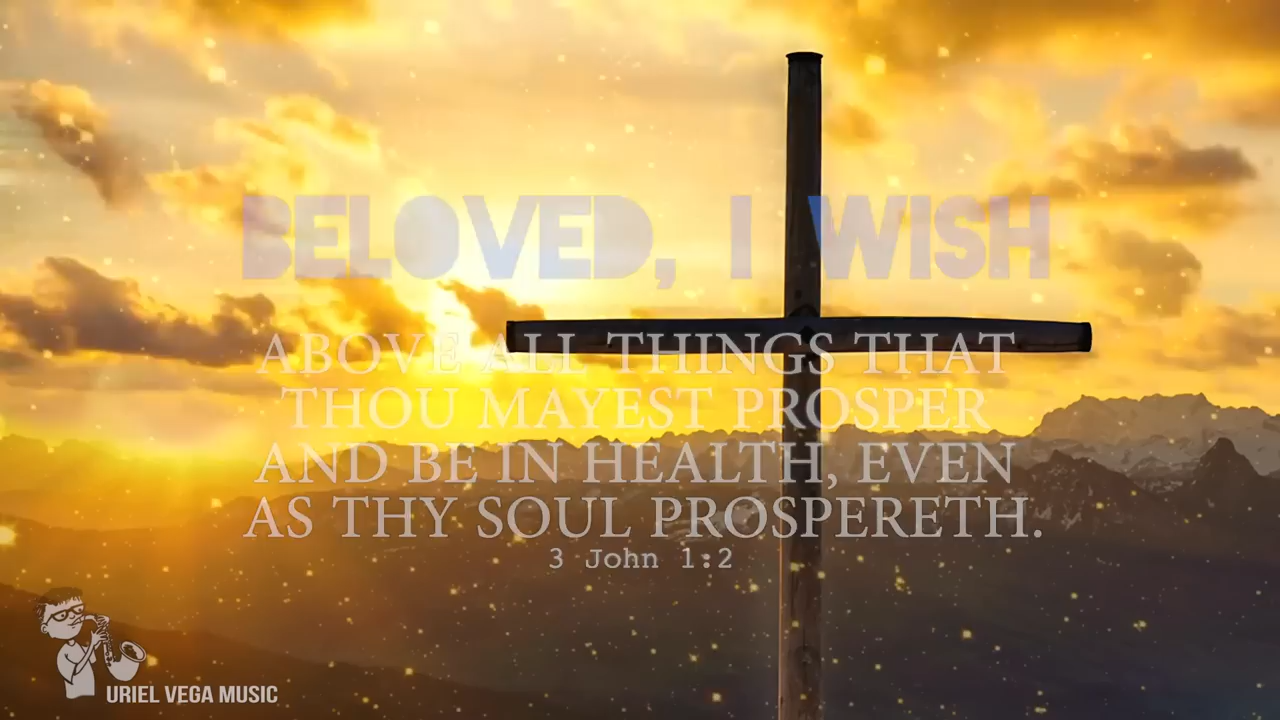 BELOVED, I WISH
ABOVE ALL THINGS THAT
THOU MAYEST PROSPER
AND BE IN HEALTH, EVEN
AS THY SOUL PROSPERETH.
3 John 1:2
URIEL VEGA MUSIC